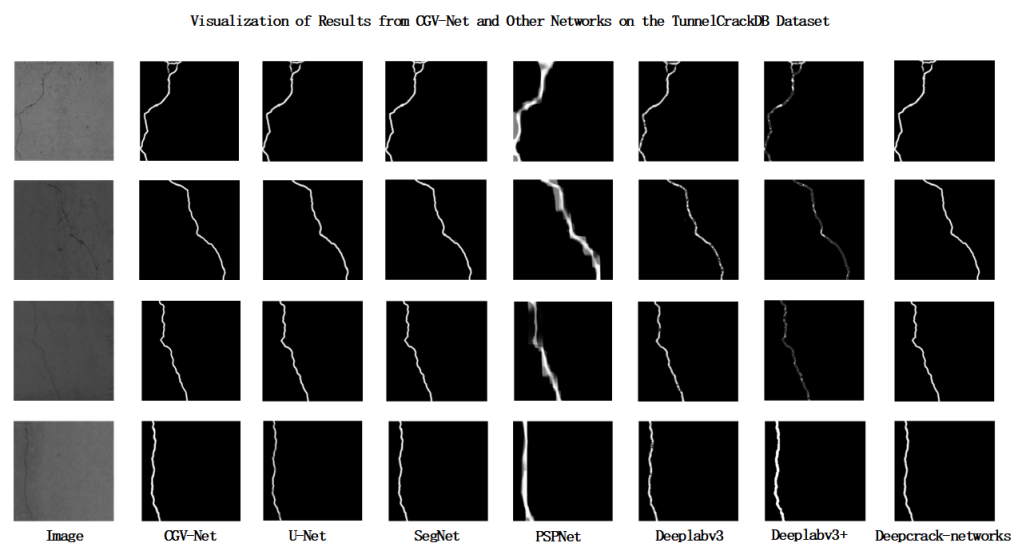 Visualization of Results from CGV-Net and Other Networks on the TunnelCrackDB Dataset
Image CGV-Net U-Net SegNet PSPNet Deeplabv3 Deeplabv3+ Deepcrack-networks